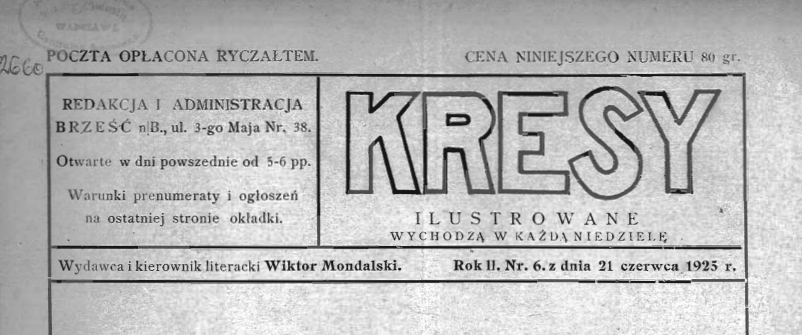 WARSZAWA
2660
POCZTA OPŁACONA RYCZAŁTEM.
CENA NINIEJSZEGO NUMERU 80 gr.
REDAKCJA I ADMINISTRACJA
BRZEŚĆ n|B., ul. 3-go Maja Nr. 38.
Otwarte w dni powszednie od 5-6 pp.
Warunki prenumeraty i ogłoszeń
na ostatniej stronie okładki.
KRESY
ILUSTROWANE
WYCHODZĄ W KAŻDĄ NIEDZIELĘ
Wydawca i kierownik literacki Wiktor Mondalski.
Rok II. Nr. 6. z dnia 21 czerwca 1925 r.